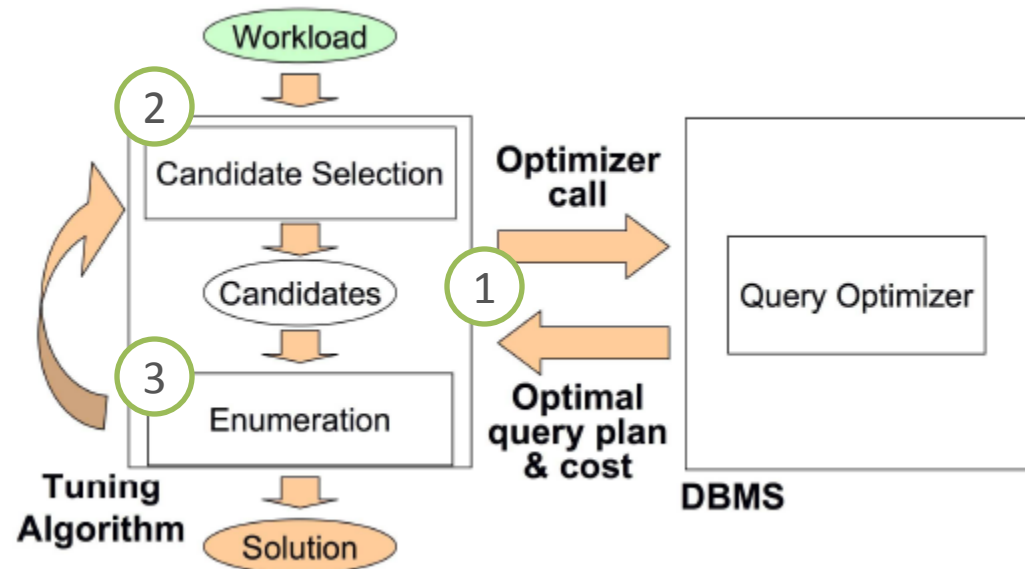 Workload
2
Candidate Selection
Candidates
3
Enumeration
Tuning
Algorithm
Solution
1
Optimizer
call
Optimal
query plan
& cost
Query Optimizer
DBMS